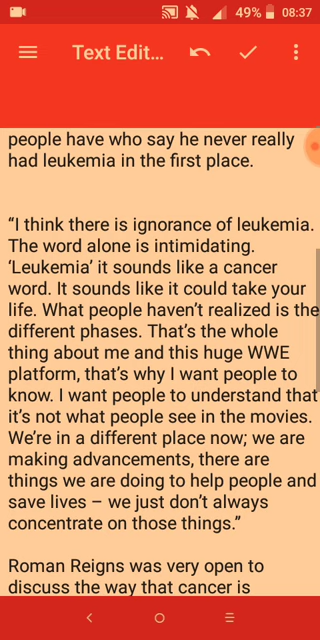 49% 08:37
Text Edit...
people have who say he never really
had leukemia in the first place.
“I think there is ignorance of leukemia.
The word alone is intimidating.
‘Leukemia’ it sounds like a cancer
word. It sounds like it could take your
life. What people haven’t realized is the
different phases. That’s the whole
thing about me and this huge WWE
platform, that’s why I want people to
know. I want people to understand that
it’s not what people see in the movies.
We’re in a different place now; we are
making advancements, there are
things we are doing to help people and
save lives – we just don’t always
concentrate on those things.”
Roman Reigns was very open to
discuss the way that cancer is